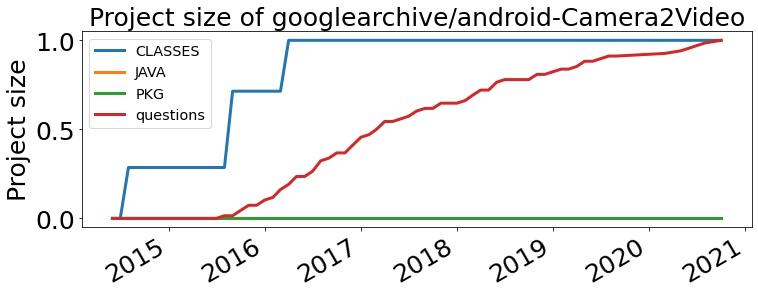 Project size of googlearchive/android-Camera2Video
Project size
1.0
0.5
0.0
CLASSES
JAVA
PKG
questions
2015
2016
2017
2018
2019
2020
2021